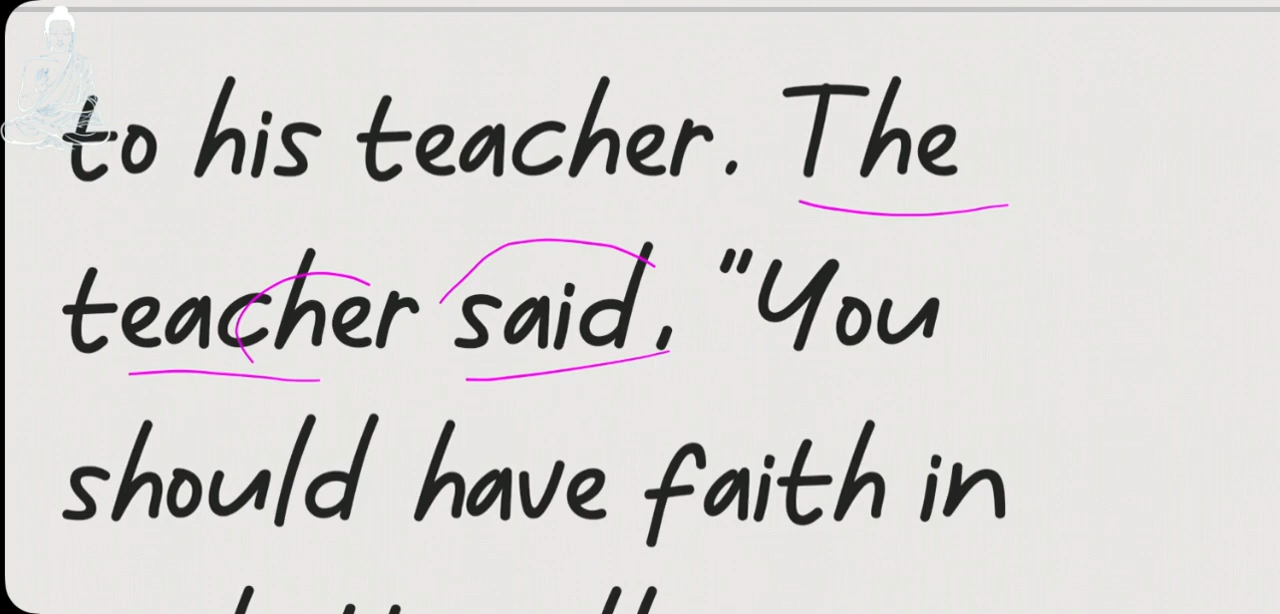 to his teacher. The
teacher said, "You
should have faith in